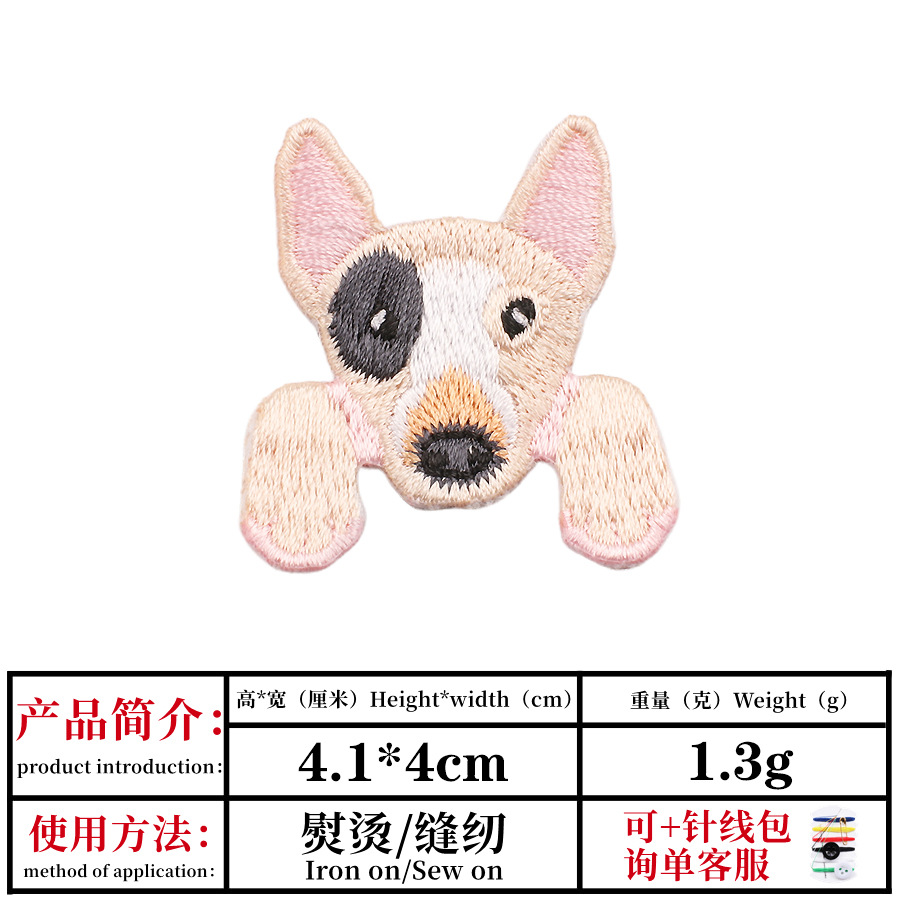 产品简介：
product introduction：
高*宽（厘米）Height*width（cm）
重量（克）Weight（g）
4.1*4cm
1.3g
使用方法：
method of application：
熨烫/缝纫
Iron on/Sew on
可+针线包
询单客服